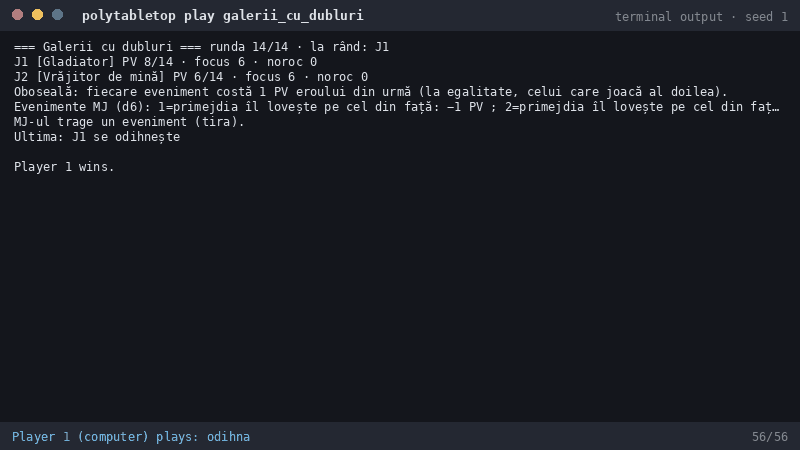 polytabletop play galerii_cu_dubluri
terminal output · seed 1
=== Galerii cu dubluri === runda 14/14 · la rând: J1
J1 [Gladiator] PV 8/14 · focus 6 · noroc 0
J2 [Vrăjitor de mină] PV 6/14 · focus 6 · noroc 0
Oboseală: fiecare eveniment costă 1 PV eroului din urmă (la egalitate, celui care joacă al doilea).
Evenimente MJ (d6): 1=primejdia îl lovește pe cel din față: −1 PV ; 2=primejdia îl lovește pe cel din faț…
MJ-ul trage un eveniment (tira).
Ultima: J1 se odihnește
Player 1 wins.
Player 1 (computer) plays: odihna
56/56